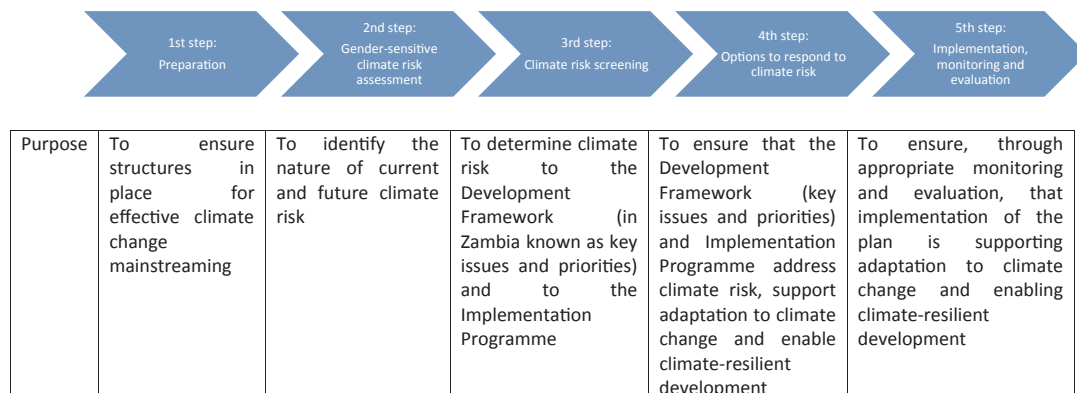 1st step:
Preparation
2nd step:
Gender-sensitive
climate risk
assessment
3rd step:
Climate risk screening
4th step:
Options to respond to
climate risk
5th step:
Implementation,
monitoring and
evaluation
Purpose
To ensure
structures in
place for
effective climate
change
mainstreaming
To identify the
nature of current
and future climate
risk
To determine climate
risk to the
Development
Framework (in
Zambia known as key
issues and priorities)
and to the
Implementation
Programme
To ensure that the
Development
Framework (key
issues and priorities)
and Implementation
Programme address
climate risk, support
adaptation to climate
change and enable
climate-resilient
development
To ensure, through
appropriate monitoring
and evaluation, that
implementation of the
plan is supporting
adaptation to climate
change and enabling
climate-resilient
development